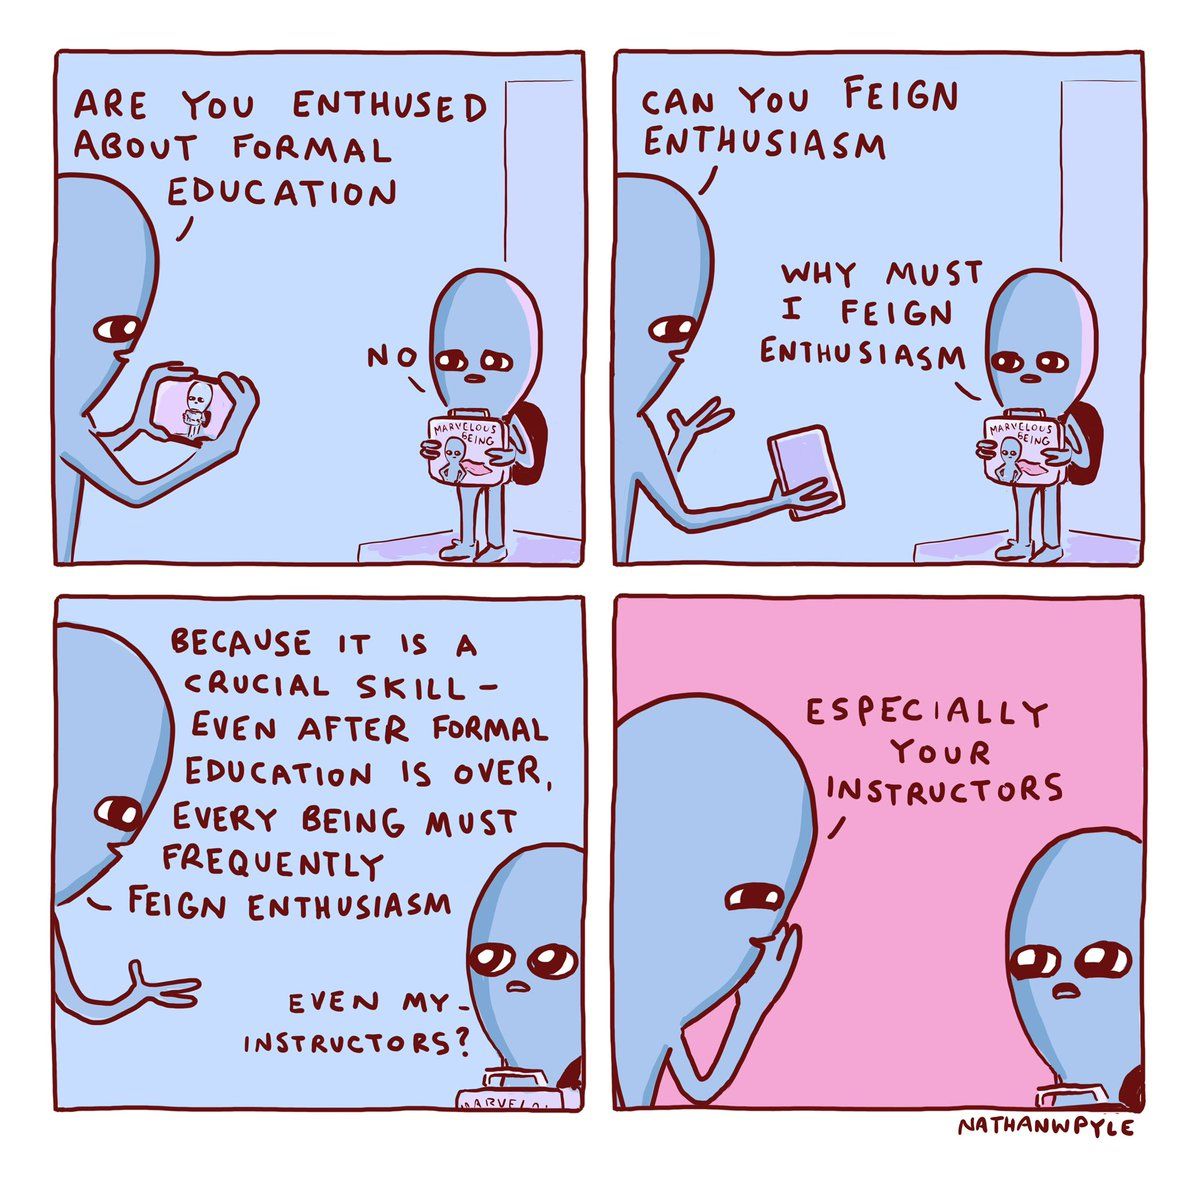 ARE YOU ENTHUSED
ABOUT FORMAL
EDUCATION
NO
MARVELOUS
BEING
CAN YOU FEIGN
ENTHUSIASM
WHY MUST
I FEIGN
ENTHUSIASM
MARVELOUS
BEING
BECAUSE IT IS A
CRUCIAL SKILL -
EVEN AFTER FORMAL
EDUCATION IS OVER,
EVERY BEING MUST
FREQUENTLY
FEIGN ENTHUSIASM
EVEN MY
INSTRUCTORS?
MARVELO
ESPECIALLY
YOUR
INSTRUCTORS
NATHANWPYLE